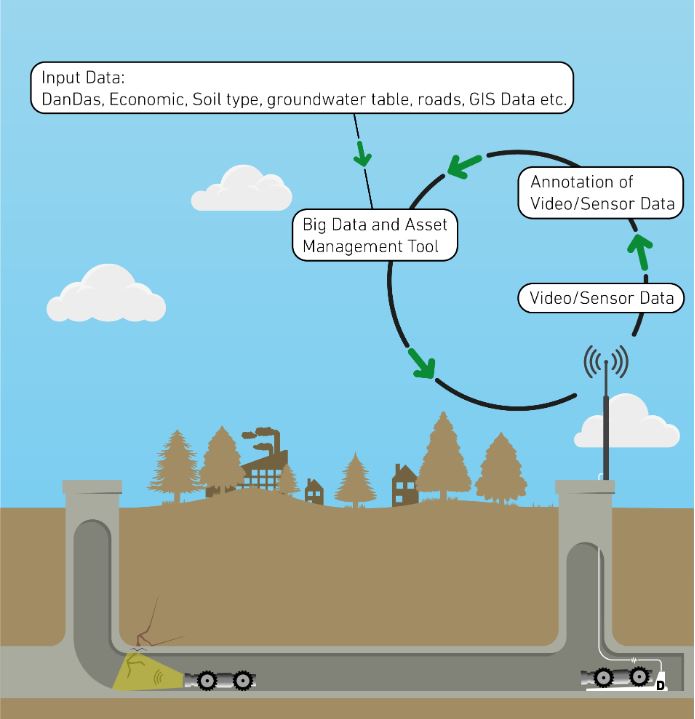 Input Data:
DanDas, Economic, Soil type, groundwater table, roads, GIS Data etc.
Annotation of
Video/Sensor Data
Big Data and Asset
Management Tool
Video/Sensor Data
D